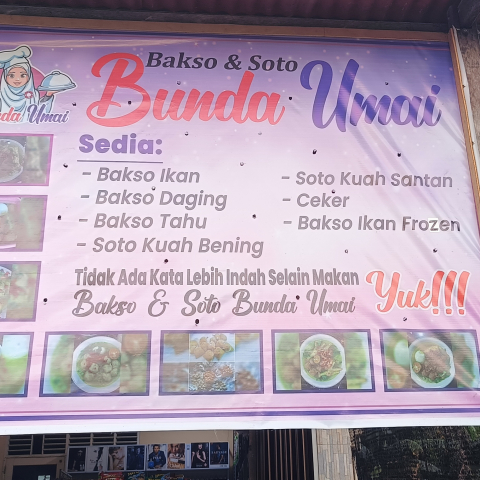 Bakso & Soto
Bunda Umai
Umai
Sedia:
- Bakso Ikan
- Bakso Daging
- Bakso Tahu
- Soto Kuah Bening
- Soto Kuah Santan
- Ceker
- Bakso Ikan Frozen
Tidak Ada Kata Lebih Indah Selain Makan
Bakso & Soto Bunda Umai
Yuk!!!